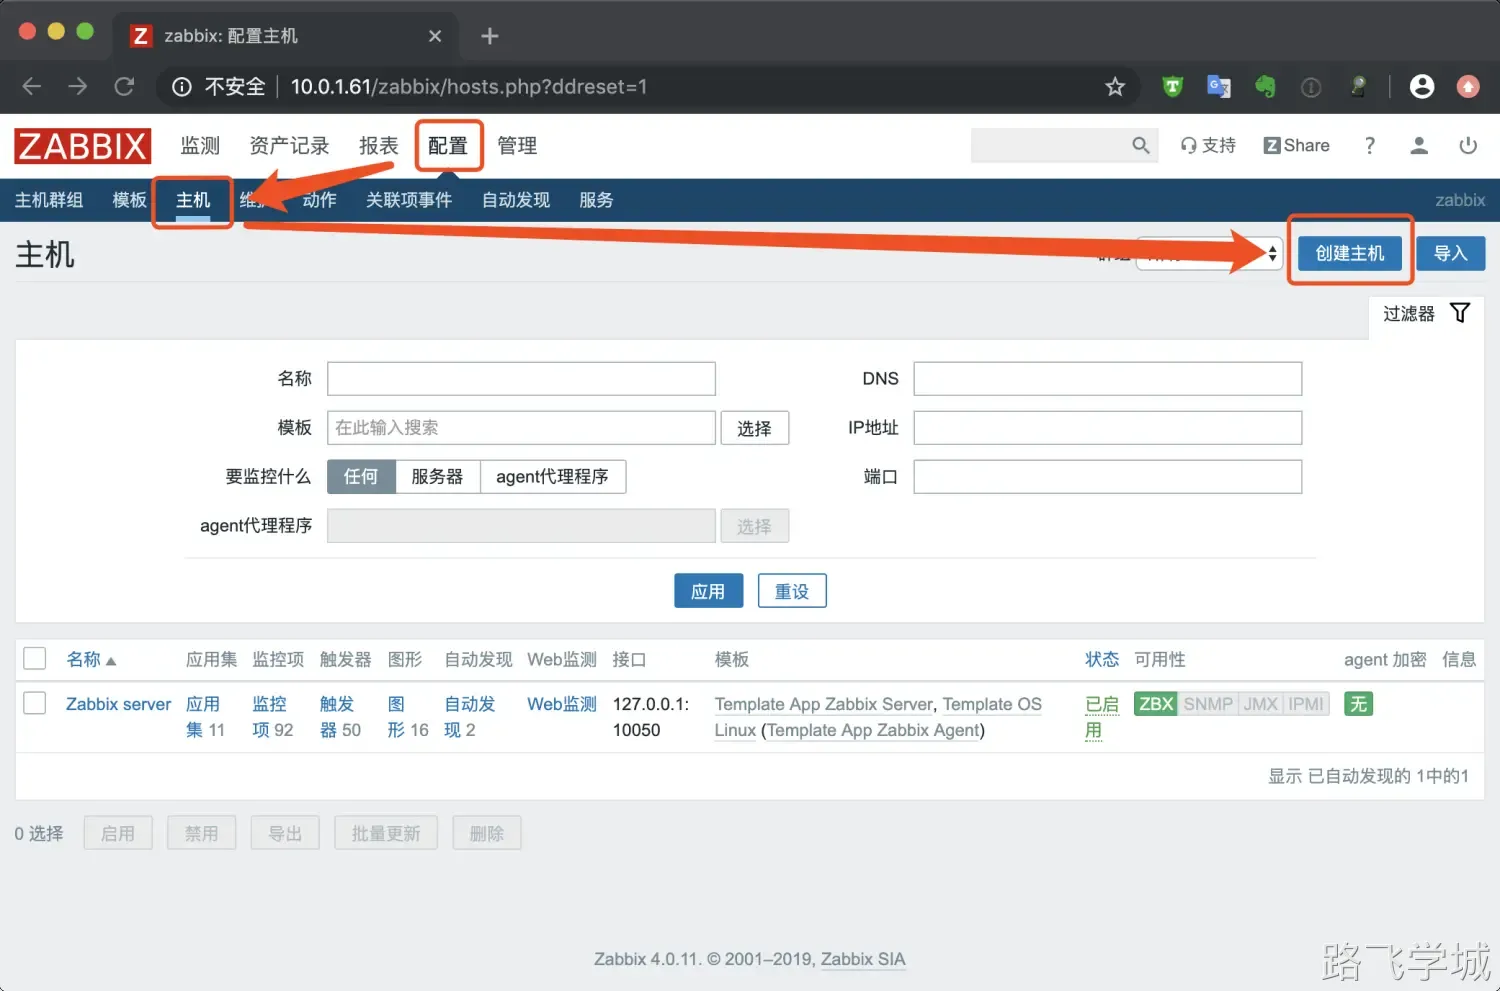 zabbix: 配置主机
不安全 10.0.1.61/zabbix/hosts.php?ddreset=1
ZABBIX 监测 资产记录 报表 配置 管理 支持 Z Share ?
主机群组 模板 主机 动作 关联项事件 自动发现 服务 zabbix
主机 创建主机 导入
过滤器
名称 DNS
模板 在此输入搜索 选择 IP地址
要监控什么 任何 服务器 agent代理程序 端口
agent代理程序 选择
应用 重设
名称 应用集 监控项 触发器 图形 自动发现 Web监测 接口 模板 状态 可用性 agent 加密 信息
Zabbix server 应用 监控 触发 图 自动发 Web监测 127.0.0.1: Template App Zabbix Server, Template OS 已启 ZBX SNMP JMX IPMI 无
集 11 项 92 器 50 形 16 现 2 10050 Linux (Template App Zabbix Agent) 用
显示 已自动发现的 1中的1
0 选择 启用 禁用 导出 批量更新 删除
Zabbix 4.0.11. © 2001–2019, Zabbix SIA
路飞学城